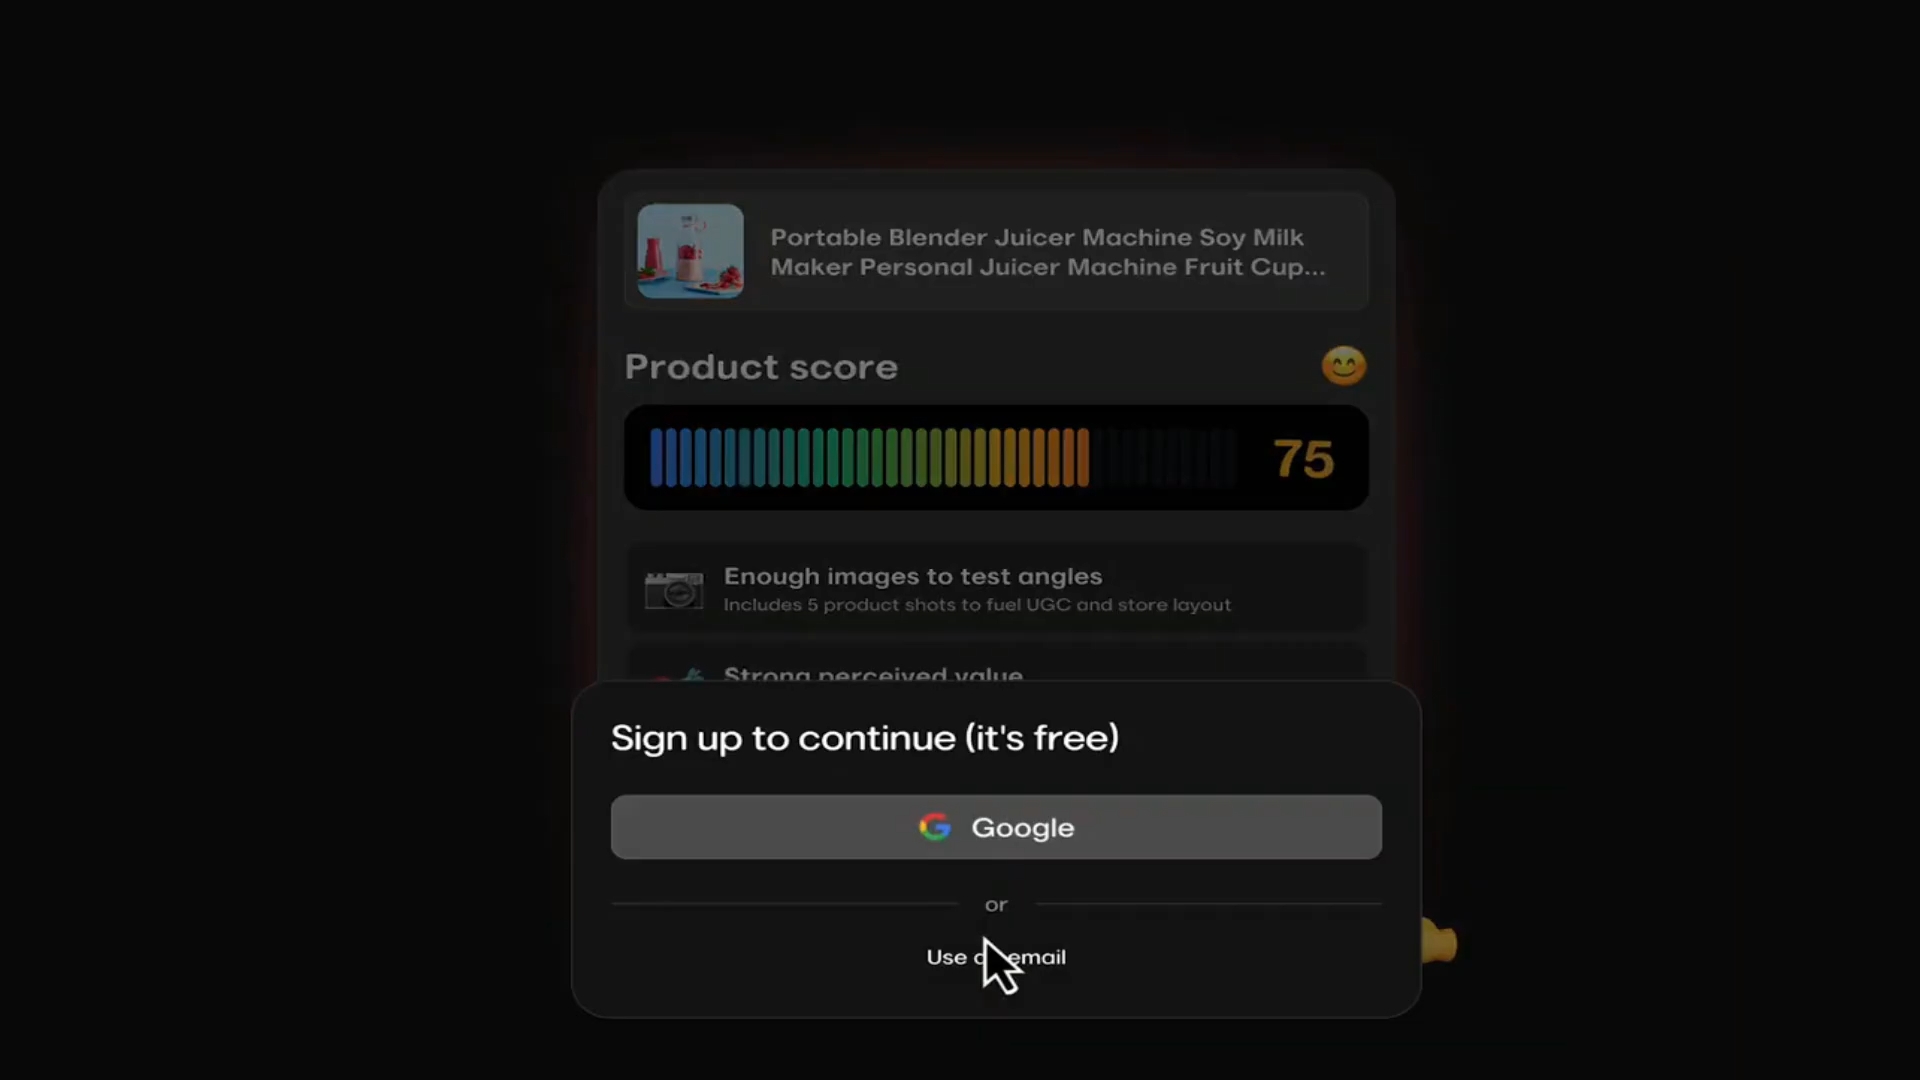 Portable Blender Juicer Machine Soy Milk
Maker Personal Juicer Machine Fruit Cup...
Product score
75
Enough images to test angles
Includes 5 product shots to fuel UGC and store layout
Strong perceived value
Sign up to continue (it's free)
Google
or
Use email